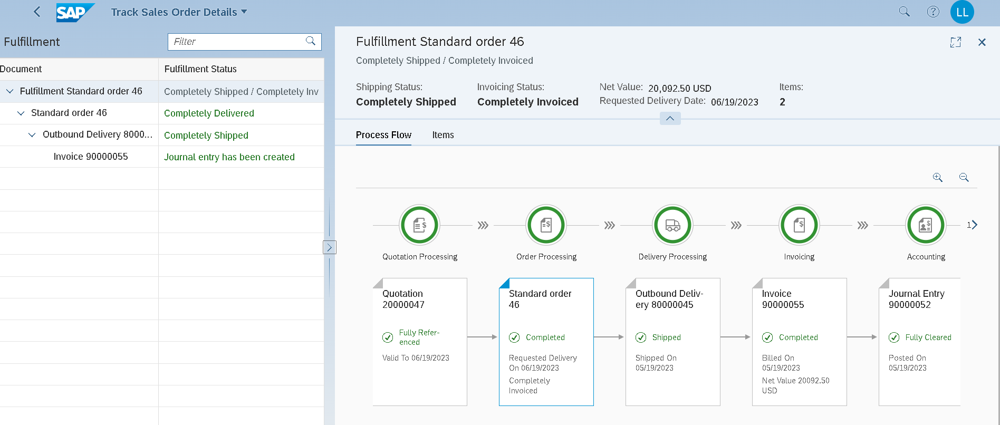 SAP Track Sales Order Details
LL
Fulfillment
Filter
Document Fulfillment Status
Fulfillment Standard order 46 Completely Shipped / Completely Inv
Standard order 46 Completely Delivered
Outbound Delivery 8000... Completely Shipped
Invoice 90000055 Journal entry has been created
Fulfillment Standard order 46
Completely Shipped / Completely Invoiced
Shipping Status:
Completely Shipped
Invoicing Status:
Completely Invoiced
Net Value: 20,092.50 USD
Requested Delivery Date: 06/19/2023
Items:
2
Process Flow Items
1
Quotation Processing Order Processing Delivery Processing Invoicing Accounting
Quotation
20000047
Fully Refer-
enced
Valid To 06/19/2023
Standard order
46
Completed
Requested Delivery
On 06/19/2023
Completely
Invoiced
Outbound Deliv-
ery 80000045
Shipped
Shipped On
05/19/2023
Invoice
90000055
Completed
Billed On
05/19/2023
Net Value 20092.50
USD
Journal Entry
90000052
Fully Cleared
Posted On
05/19/2023